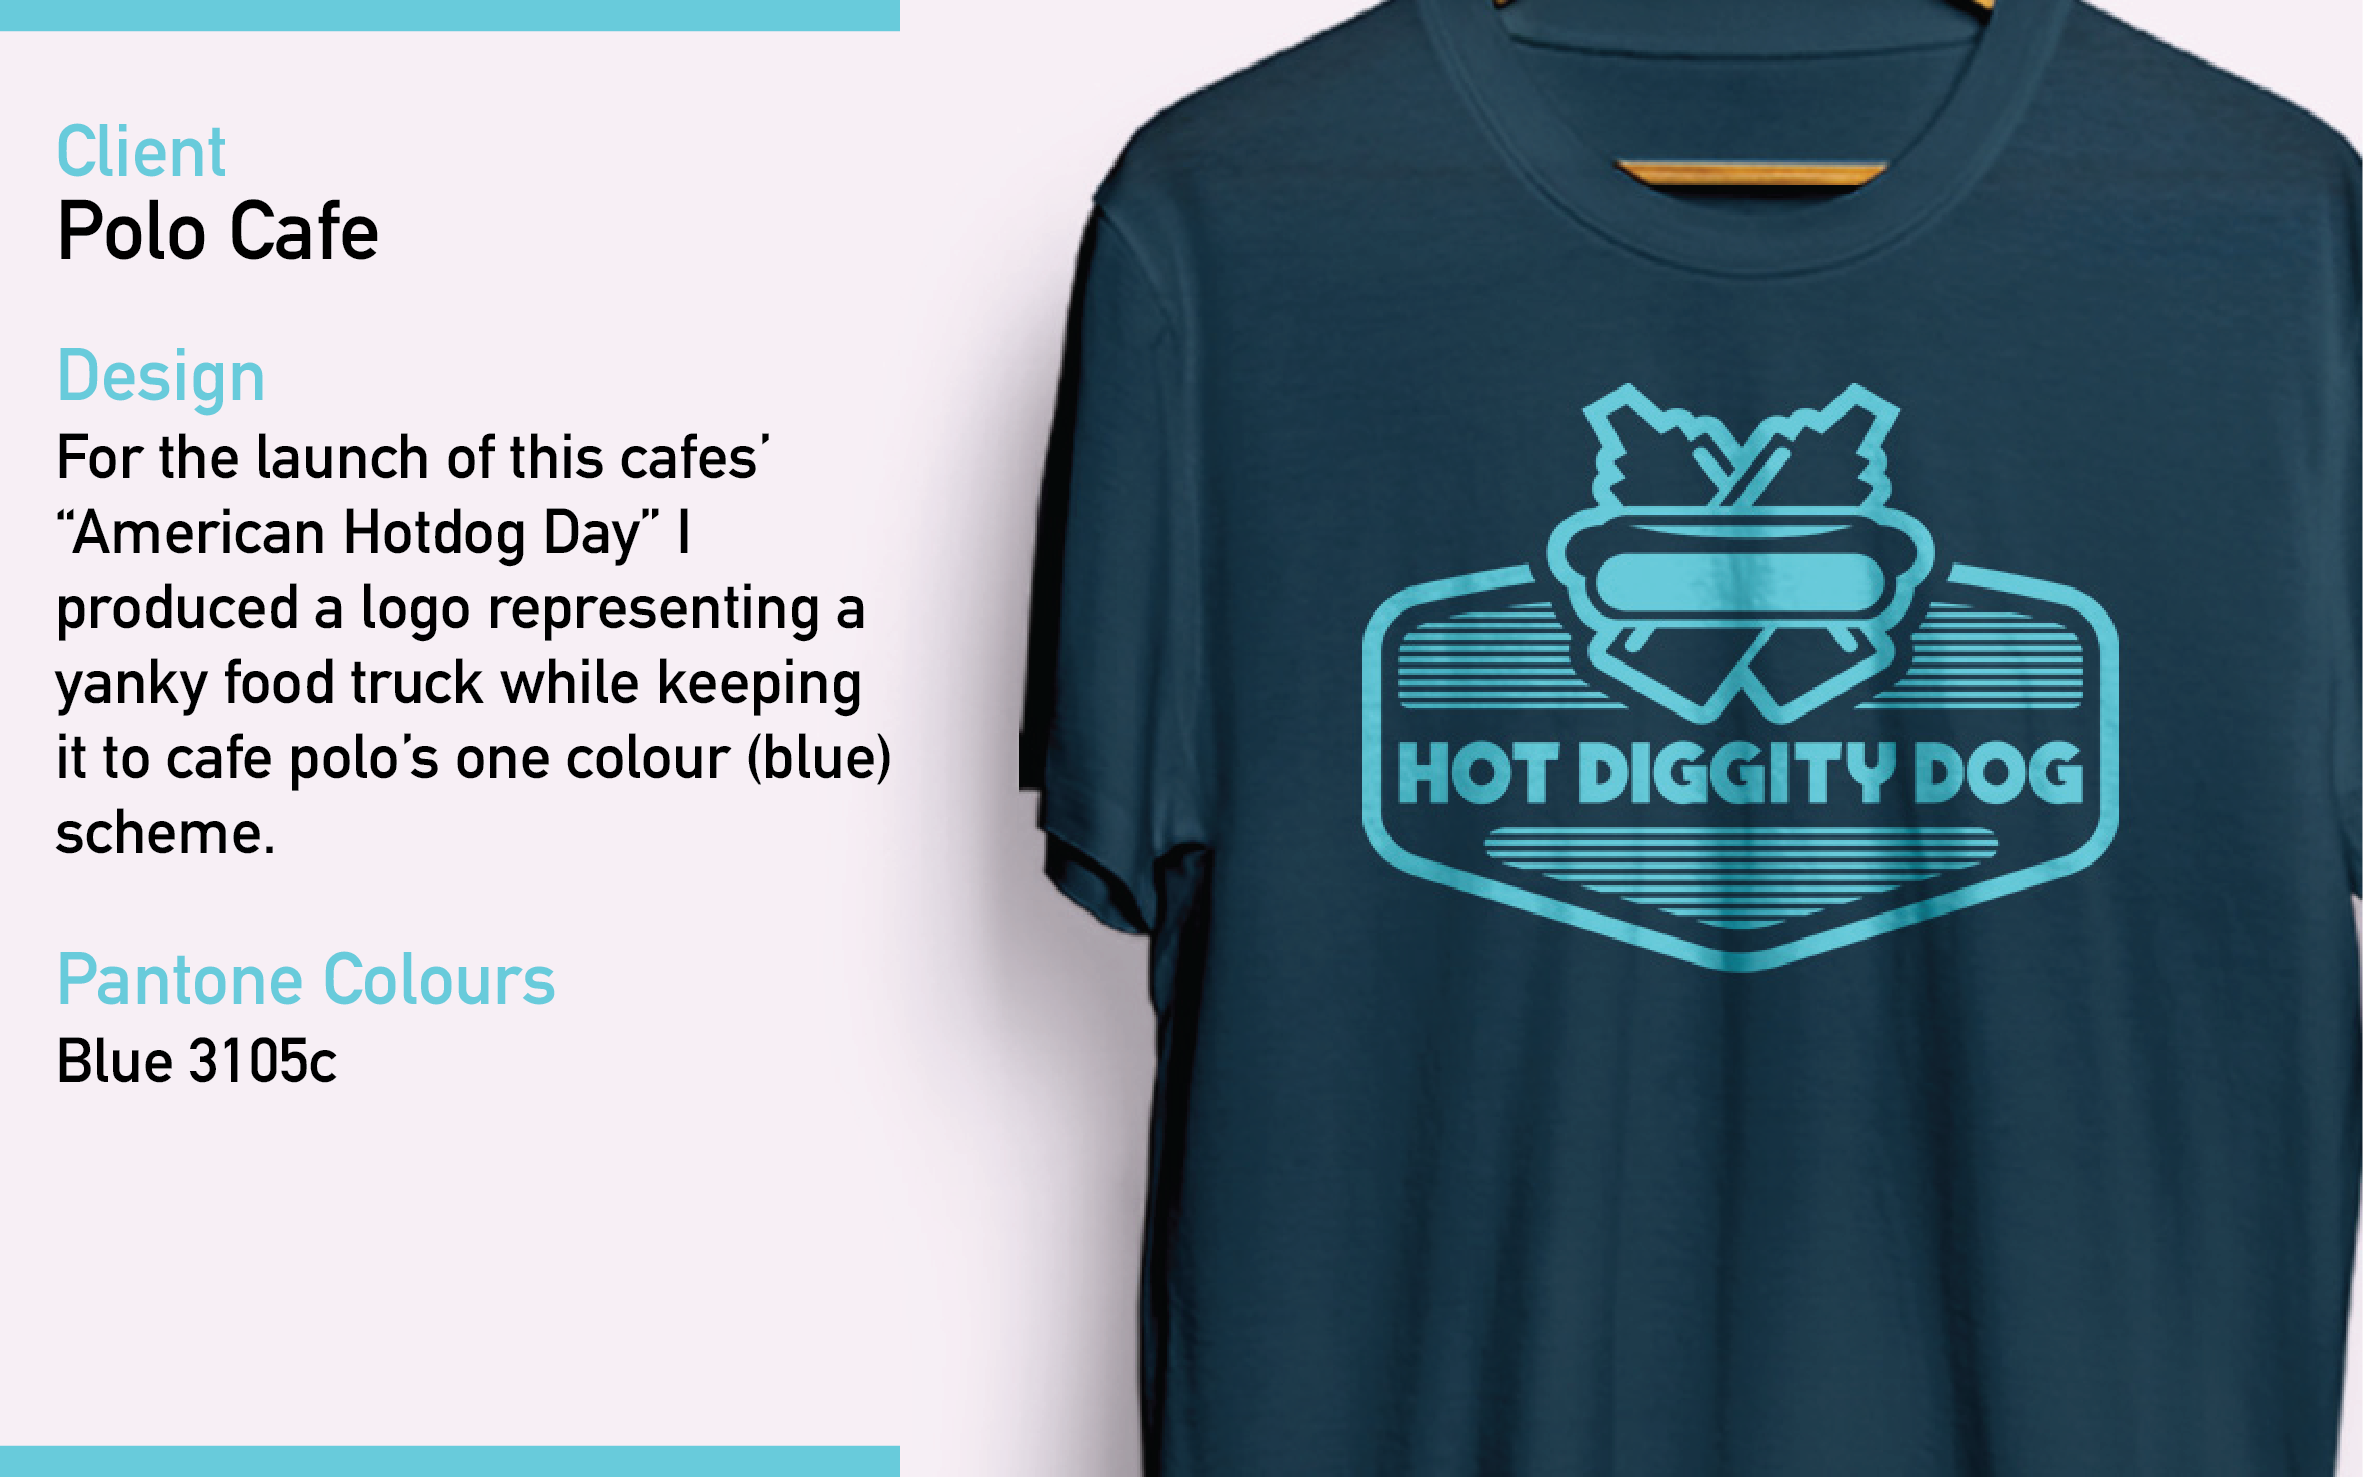 Client
Polo Cafe
Design
For the launch of this cafes’
“American Hotdog Day” I
produced a logo representing a
yanky food truck while keeping
it to cafe polo’s one colour (blue)
scheme.
Pantone Colours
Blue 3105c
HOT DIGGITY DOG